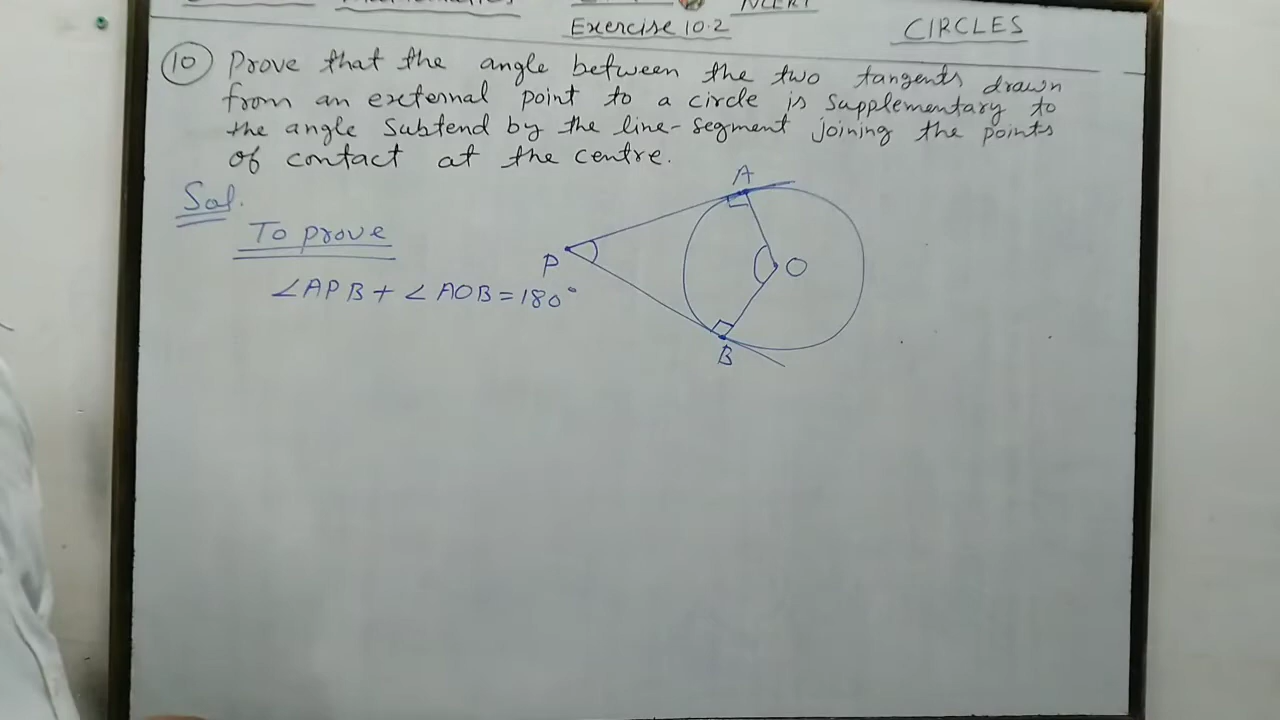 NCERT
Exercise 10.2
CIRCLES
10 Prove that the angle between the two tangents drawn
from an external point to a circle is supplementary to
the angle Subtend by the line-segment joining the points
of contact at the centre.
Sol.
To prove
∠APB + ∠AOB = 180°
A
P
O
B